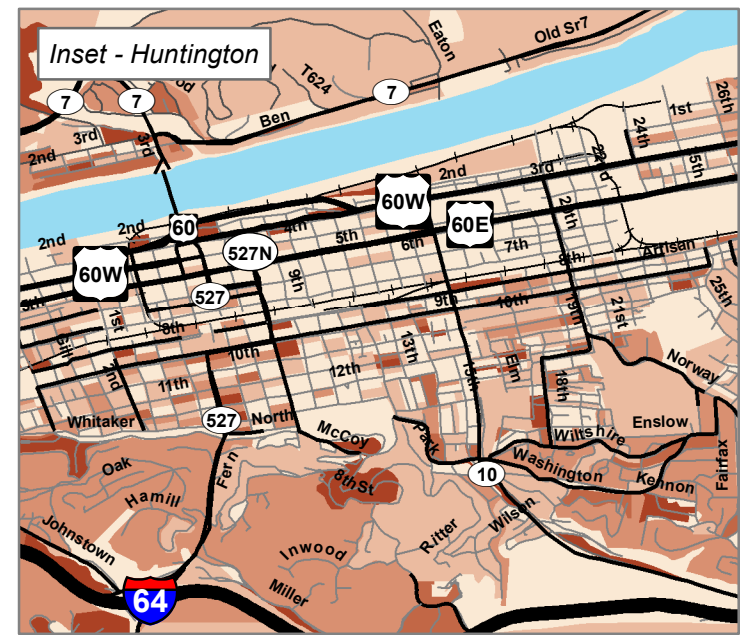 Inset - Huntington
Eaton
Old Sr7
T624
7
7
7
Ben
26th
1st
24th
3rd
2nd
3rd
22nd
25th
2nd
3rd
20th
60W
60E
2nd
60
4th
5th
6th
7th
8th
Artisan
2nd
527N
60W
9th
527
9th
10th
19th
21st
25th
1st
8th
10th
13th
15th
Elm
Norway
2nd
11th
12th
18th
Whitaker
527
North
McCoy
Park
Wiltshire
Enslow
Fairfax
Oak
Fern
8th St
10
Washington
Kennon
Hamill
Wilson
Ritter
Johnstown
Inwood
64
Miller